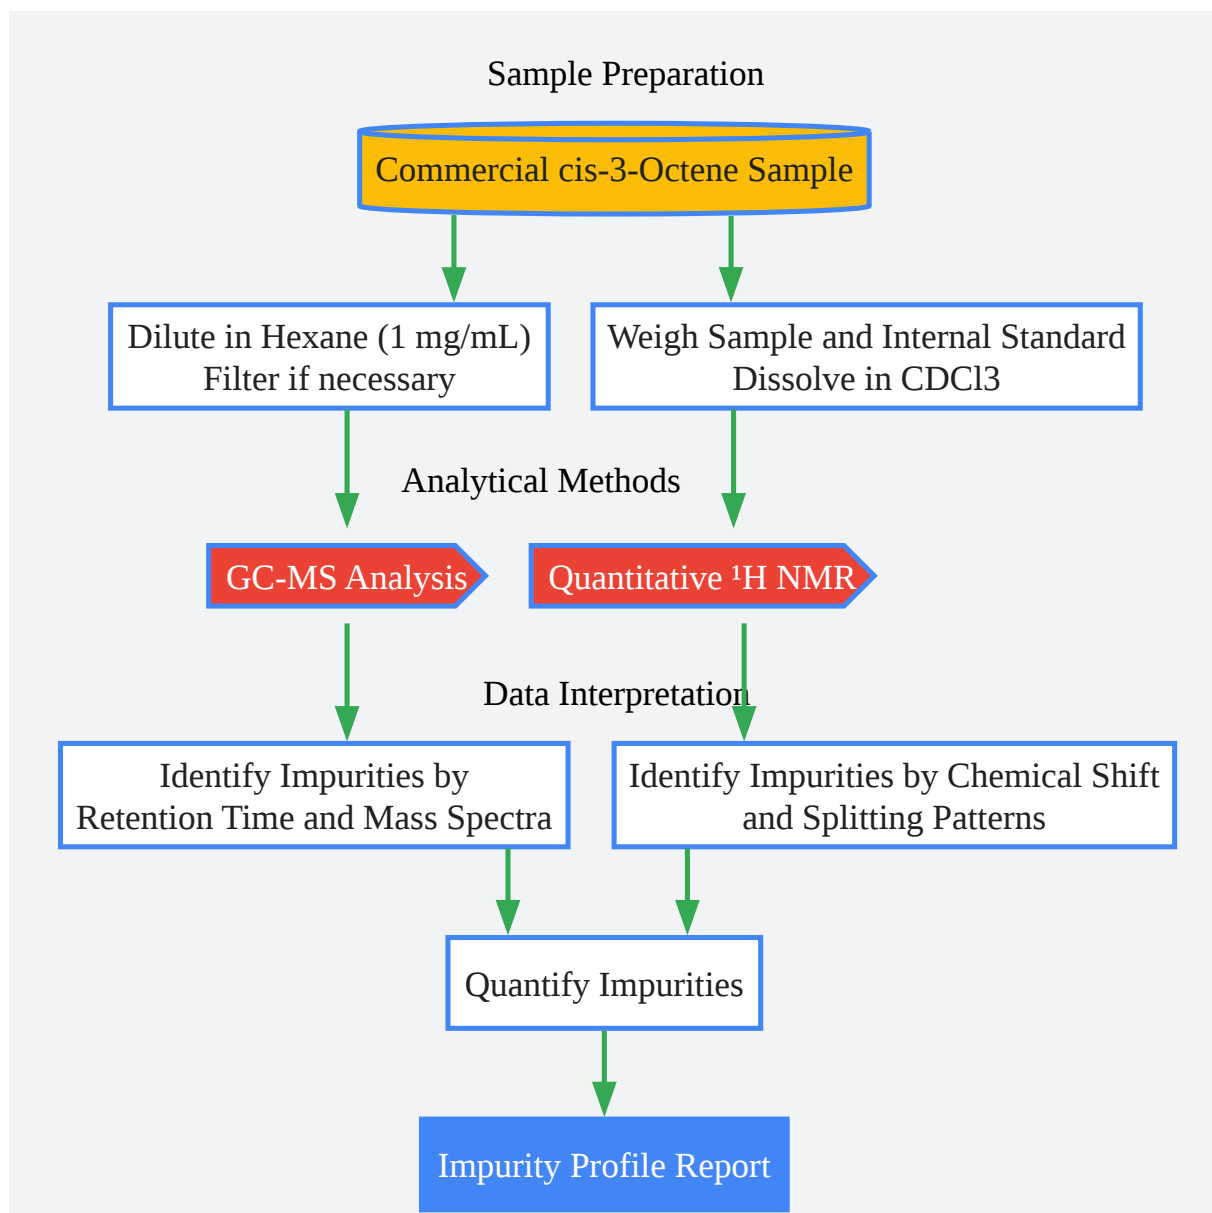 Sample Preparation
Commercial cis-3-Octene Sample
Dilute in Hexane (1 mg/mL)
Filter if necessary
Weigh Sample and Internal Standard
Dissolve in CDCl3
Analytical Methods
GC-MS Analysis
Quantitative ¹H NMR
Data Interpretation
Identify Impurities by
Retention Time and Mass Spectra
Identify Impurities by Chemical Shift
and Splitting Patterns
Quantify Impurities
Impurity Profile Report